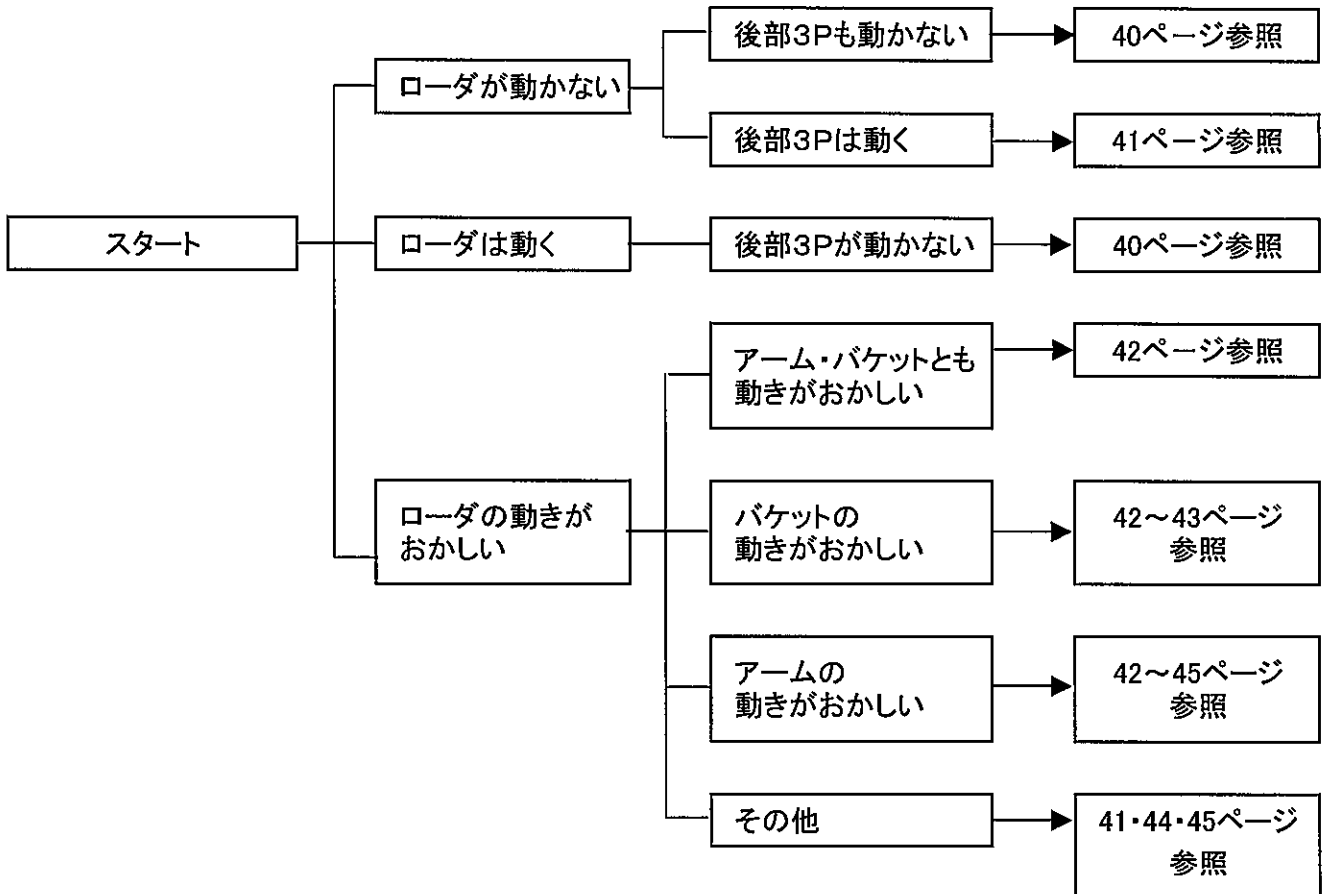 後部3Pも動かない
40ページ参照
ローダが動かない
後部3Pは動く
41ページ参照
スタート
ローダは動く
後部3Pが動かない
40ページ参照
アーム・バケットとも
動きがおかしい
42ページ参照
ローダの動きが
おかしい
バケットの
動きがおかしい
42～43ページ
参照
アームの
動きがおかしい
42～45ページ
参照
その他
41・44・45ページ
参照